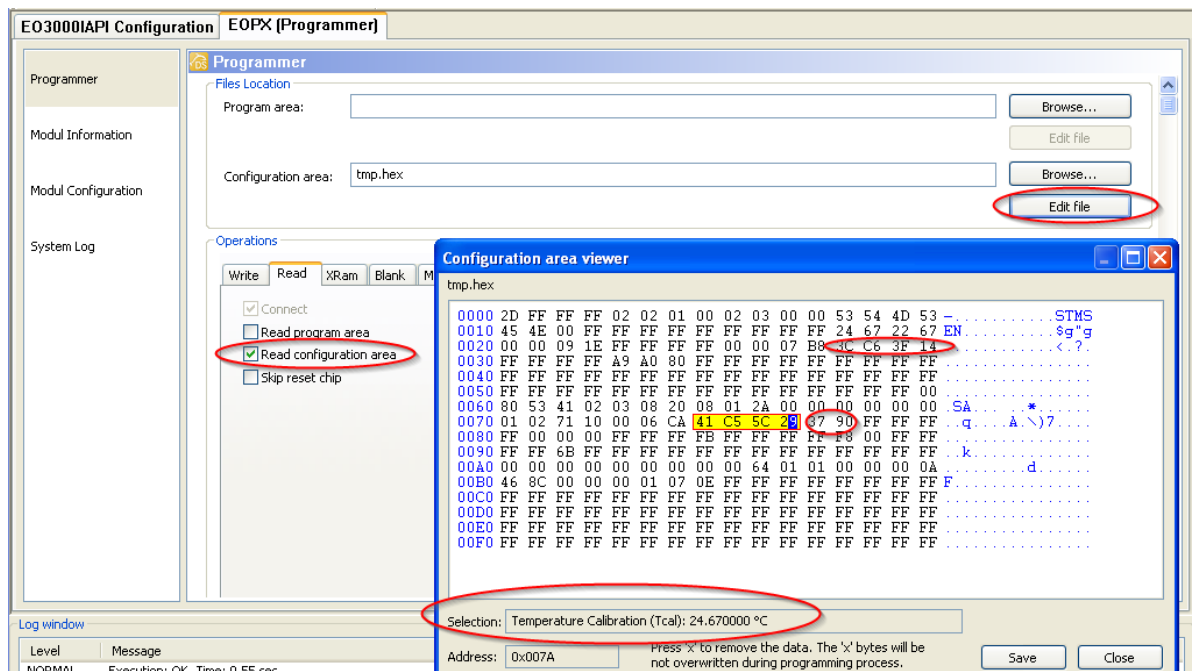 EO3000IAPI Configuration EOPX (Programmer)
Programmer
Modul Information
Modul Configuration
System Log
DS Programmer
Files Location
Program area: Browse...
Edit file
Configuration area: tmp.hex Browse...
Edit file
Operations
Write Read XRam Blank M
Connect
Read program area
Read configuration area
Skip reset chip
Configuration area viewer
tmp.hex
0000 2D FF FF FF 02 02 01 00 02 03 00 00 53 54 4D 53 -...........STMS
0010 45 4E 00 FF FF FF FF FF FF FF FF FF 24 67 22 67 EN..........$g"g
0020 00 00 09 1E FF FF FF FF 00 00 07 B8 3C C6 3F 14 ............<.?.
0030 FF FF FF FF A9 A0 80 FF FF FF FF FF FF FF FF FF ................
0040 FF FF FF FF FF FF FF FF FF FF FF FF FF FF FF FF ................
0050 FF FF FF FF FF FF FF FF FF FF FF FF FF FF FF 00 ................
0060 80 53 41 02 03 08 20 08 01 2A 00 00 00 00 00 00 .SA... ..*......
0070 01 02 71 10 00 06 CA 41 C5 5C 29 37 90 FF FF FF ..q....A.\)7....
0080 FF 00 00 00 FF FF FF FB FF FF FF FF F8 00 FF FF ................
0090 FF FF 6B FF FF FF FF FF FF FF FF FF FF FF FF FF ..k.............
00A0 00 00 00 00 00 00 00 00 00 64 01 01 00 00 00 0A .........d......
00B0 46 8C 00 00 00 01 07 0E FF FF FF FF FF FF FF FF F...............
00C0 FF FF FF FF FF FF FF FF FF FF FF FF FF FF FF FF ................
00D0 FF FF FF FF FF FF FF FF FF FF FF FF FF FF FF FF ................
00E0 FF FF FF FF FF FF FF FF FF FF FF FF FF FF FF FF ................
00F0 FF FF FF FF FF FF FF FF FF FF FF FF FF FF FF FF ................
Selection: Temperature Calibration (Tcal): 24.670000 °C
Address: 0x007A
Press 'x' to remove the data. The 'x' bytes will be
not overwritten during programming process.
Save Close
Log window
Level Message
NORMAL Execution: OK. Time: 0.55 sec